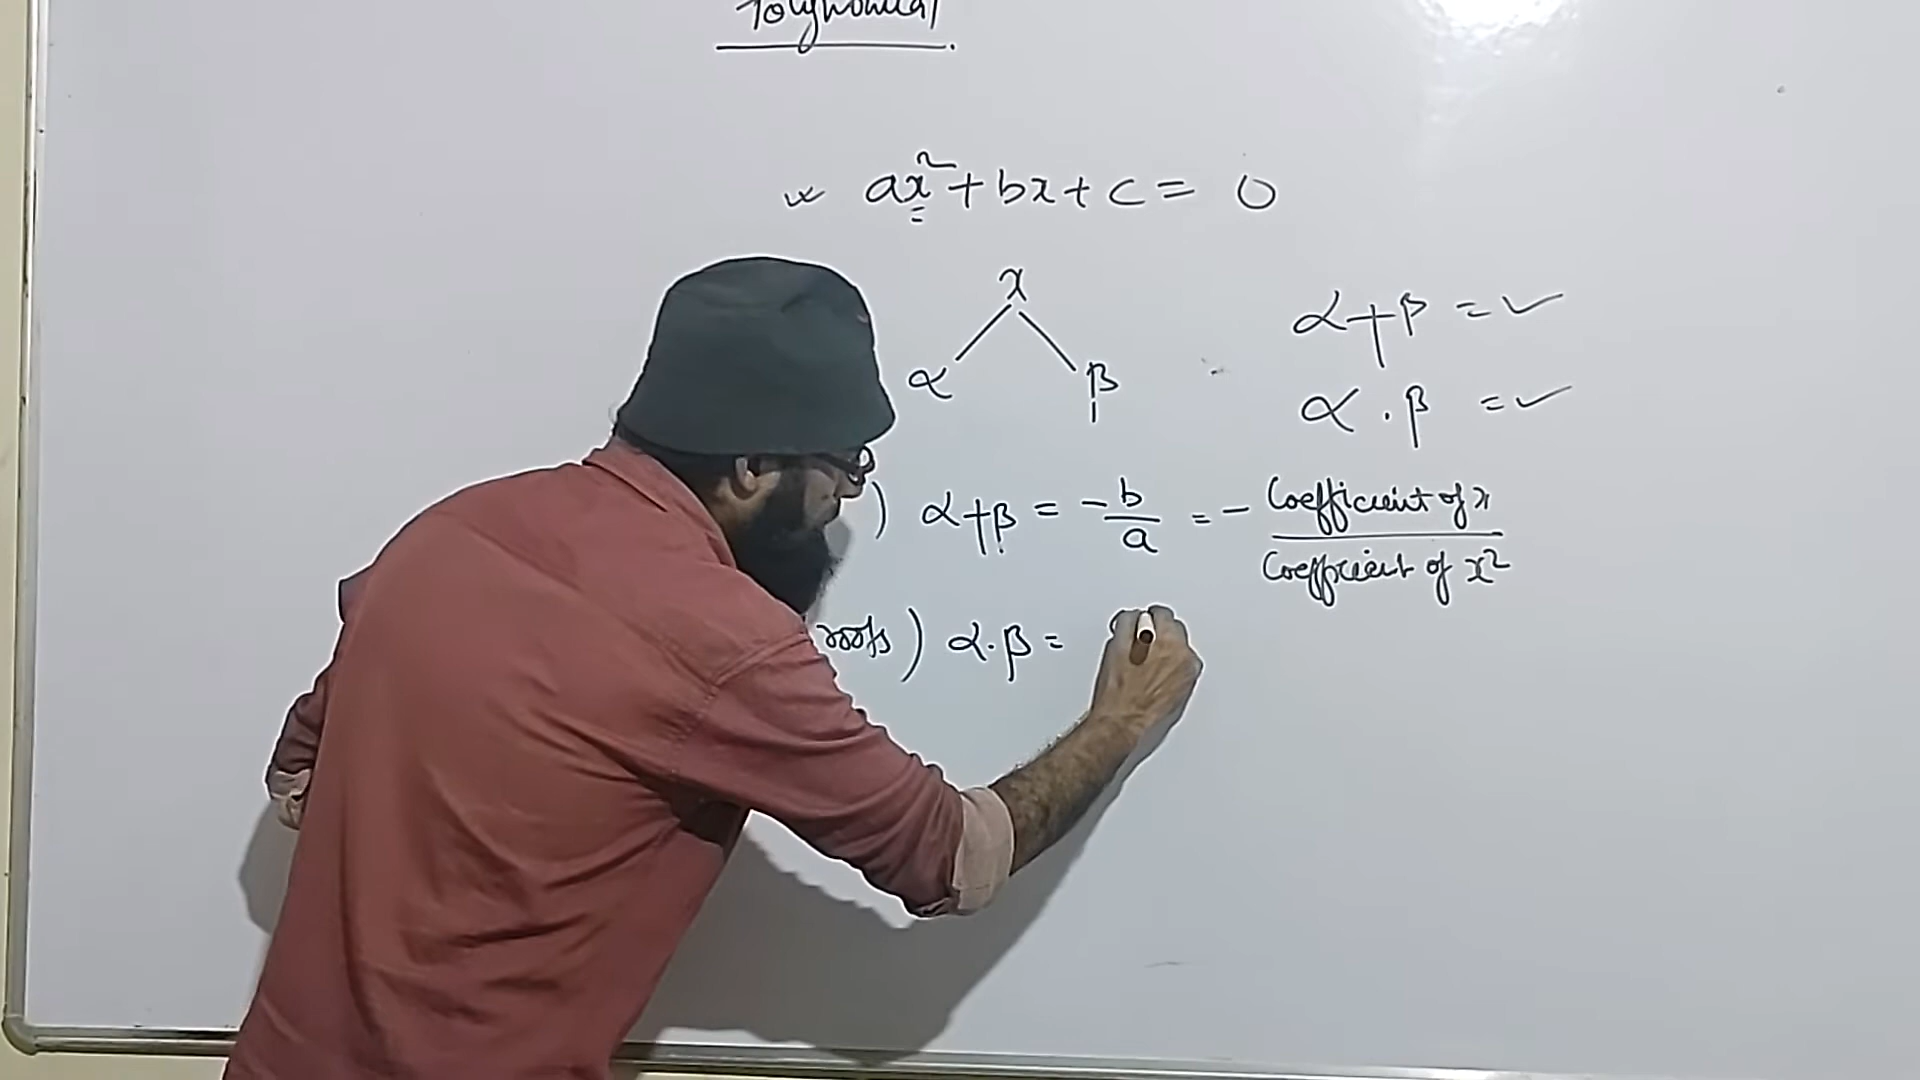 Polynomial
ax² + bx + c = 0
x
α β
α + β = ✓
α . β = ✓
) α + β = -b/a = - Coefficient of x / Coefficient of x²
roots ) α . β =